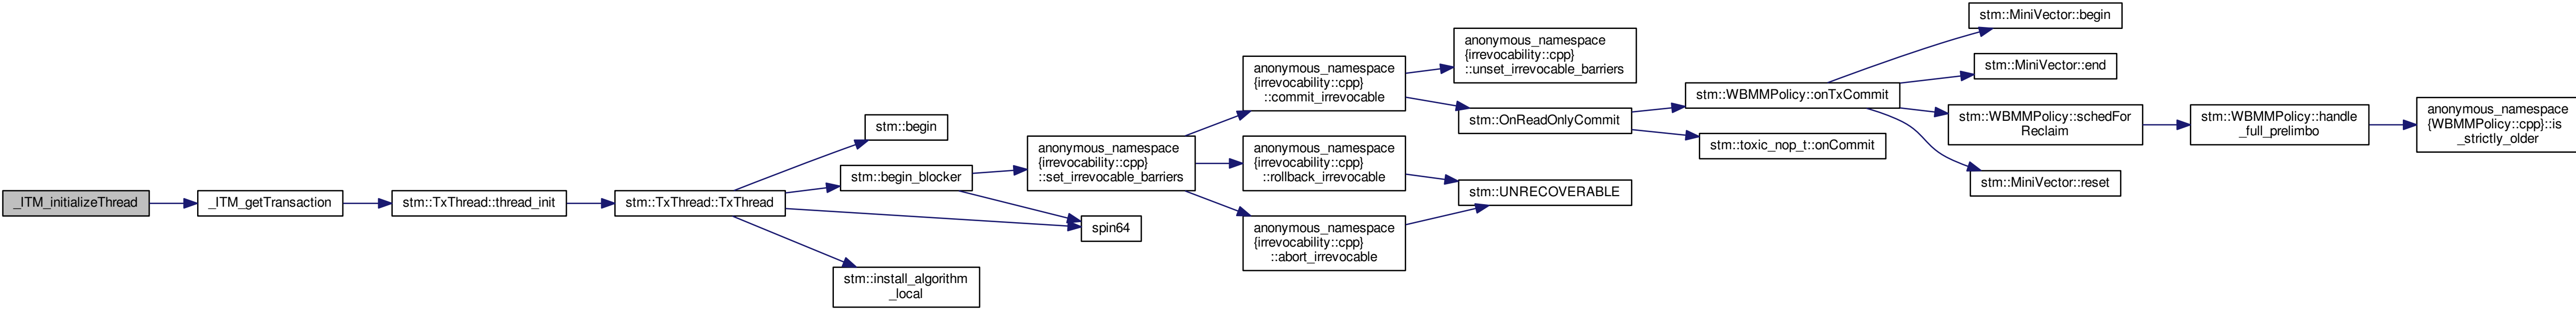 _ITM_initializeThread
_ITM_getTransaction
stm::TxThread::thread_init
stm::TxThread::TxThread
stm::begin
stm::begin_blocker
spin64
stm::install_algorithm
_local
anonymous_namespace
{irrevocability::cpp}
::set_irrevocable_barriers
anonymous_namespace
{irrevocability::cpp}
::commit_irrevocable
anonymous_namespace
{irrevocability::cpp}
::rollback_irrevocable
anonymous_namespace
{irrevocability::cpp}
::abort_irrevocable
anonymous_namespace
{irrevocability::cpp}
::unset_irrevocable_barriers
stm::OnReadOnlyCommit
stm::UNRECOVERABLE
stm::WBMMPolicy::onTxCommit
stm::toxic_nop_t::onCommit
stm::MiniVector::begin
stm::MiniVector::end
stm::WBMMPolicy::schedFor
Reclaim
stm::MiniVector::reset
stm::WBMMPolicy::handle
_full_prelimbo
anonymous_namespace
{WBMMPolicy::cpp}::is
_strictly_older